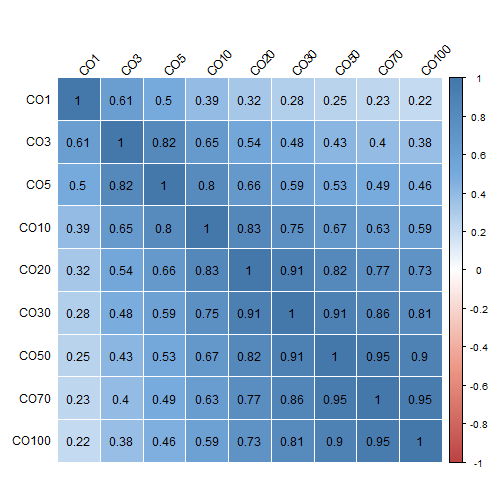 CO1 CO3 CO5 CO10 CO20 CO30 CO50 CO70 CO100
CO1 1 0.61 0.5 0.39 0.32 0.28 0.25 0.23 0.22
CO3 0.61 1 0.82 0.65 0.54 0.48 0.43 0.4 0.38
CO5 0.5 0.82 1 0.8 0.66 0.59 0.53 0.49 0.46
CO10 0.39 0.65 0.8 1 0.83 0.75 0.67 0.63 0.59
CO20 0.32 0.54 0.66 0.83 1 0.91 0.82 0.77 0.73
CO30 0.28 0.48 0.59 0.75 0.91 1 0.91 0.86 0.81
CO50 0.25 0.43 0.53 0.67 0.82 0.91 1 0.95 0.9
CO70 0.23 0.4 0.49 0.63 0.77 0.86 0.95 1 0.95
CO100 0.22 0.38 0.46 0.59 0.73 0.81 0.9 0.95 1
1
0.8
0.6
0.4
0.2
0
-0.2
-0.4
-0.6
-0.8
-1